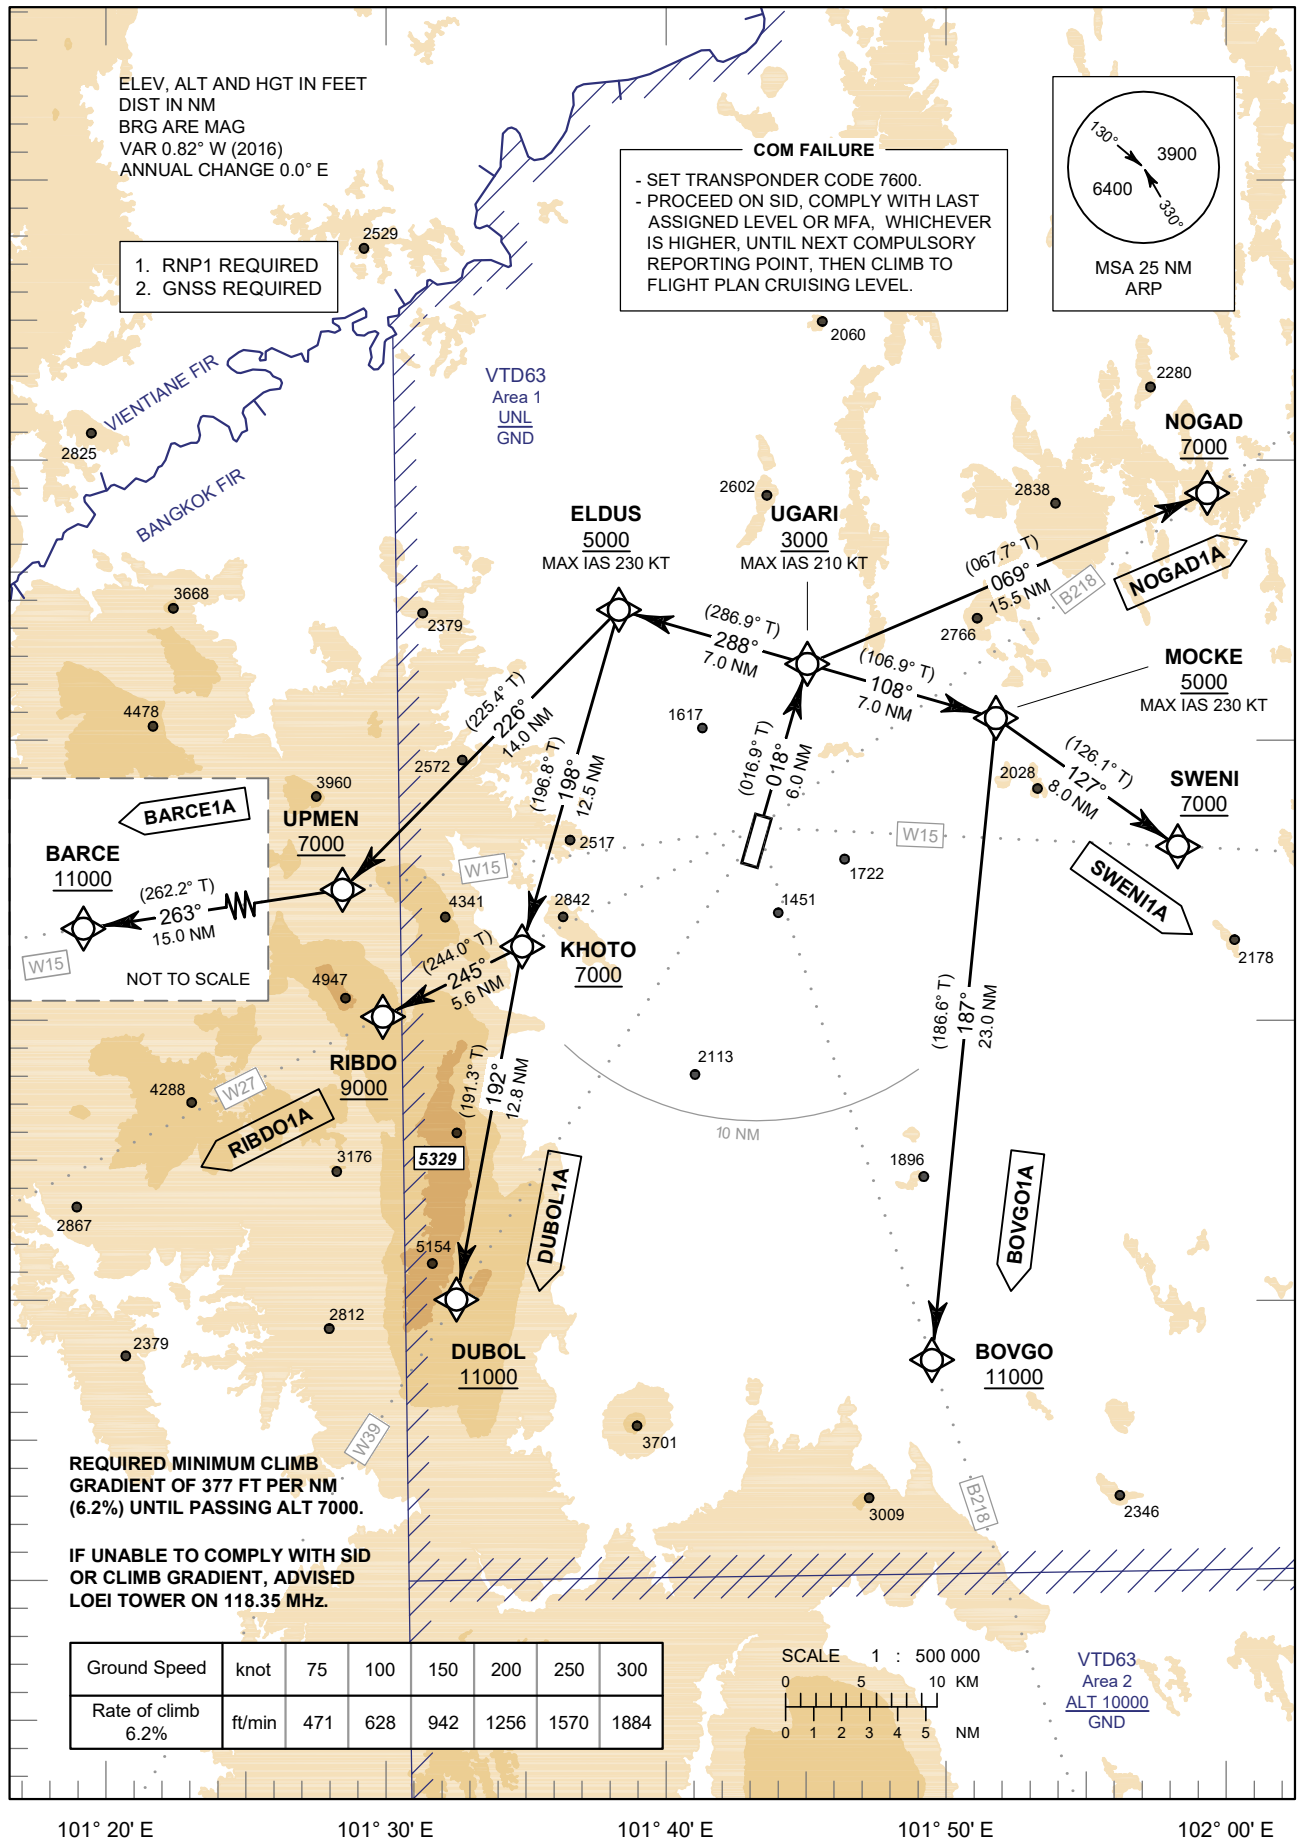 ELEV, ALT AND HGT IN FEET
DIST IN NM
BRG ARE MAG
VAR 0.82° W (2016)
ANNUAL CHANGE 0.0° E
1. RNP1 REQUIRED
2. GNSS REQUIRED
COM FAILURE
- SET TRANSPONDER CODE 7600.
- PROCEED ON SID, COMPLY WITH LAST
ASSIGNED LEVEL OR MFA, WHICHEVER
IS HIGHER, UNTIL NEXT COMPULSORY
REPORTING POINT, THEN CLIMB TO
FLIGHT PLAN CRUISING LEVEL.
130°
3900
6400
330°
MSA 25 NM
ARP
2529
2060
2280
2825
VIENTIANE FIR
BANGKOK FIR
VTD63
Area 1
UNL
GND
NOGAD
7000
2602
2838
ELDUS
5000
MAX IAS 230 KT
UGARI
3000
MAX IAS 210 KT
(067.7° T)
069°
15.5 NM
B218
NOGAD1A
3668
2379
2766
(286.9° T)
288°
7.0 NM
(106.9° T)
108°
7.0 NM
MOCKE
5000
MAX IAS 230 KT
4478
1617
(225.4° T)
226°
14.0 NM
2572
(196.8° T)
198°
12.5 NM
(016.9° T)
018°
6.0 NM
(126.1° T)
127°
8.0 NM
2028
SWENI
7000
3960
BARCE1A
UPMEN
7000
BARCE
11000
(262.2° T)
263°
15.0 NM
W15
NOT TO SCALE
2517
W15
W15
1722
SWENI1A
4341
2842
1451
2178
KHOTO
7000
(244.0° T)
245°
5.6 NM
4947
RIBDO
9000
(186.6° T)
187°
23.0 NM
2113
10 NM
4288
W27
RIBDO1A
(191.3° T)
192°
12.8 NM
3176
5329
1896
DUBOL1A
BOVGO1A
2867
5154
2812
2379
DUBOL
11000
BOVGO
11000
3701
W39
3009
B218
2346
REQUIRED MINIMUM CLIMB
GRADIENT OF 377 FT PER NM
(6.2%) UNTIL PASSING ALT 7000.
IF UNABLE TO COMPLY WITH SID
OR CLIMB GRADIENT, ADVISED
LOEI TOWER ON 118.35 MHz.
Ground Speed knot 75 100 150 200 250 300
Rate of climb
6.2% ft/min 471 628 942 1256 1570 1884
SCALE 1 : 500 000
0 5 10 KM
0 1 2 3 4 5 NM
VTD63
Area 2
ALT 10000
GND
101° 20' E 101° 30' E 101° 40' E 101° 50' E 102° 00' E